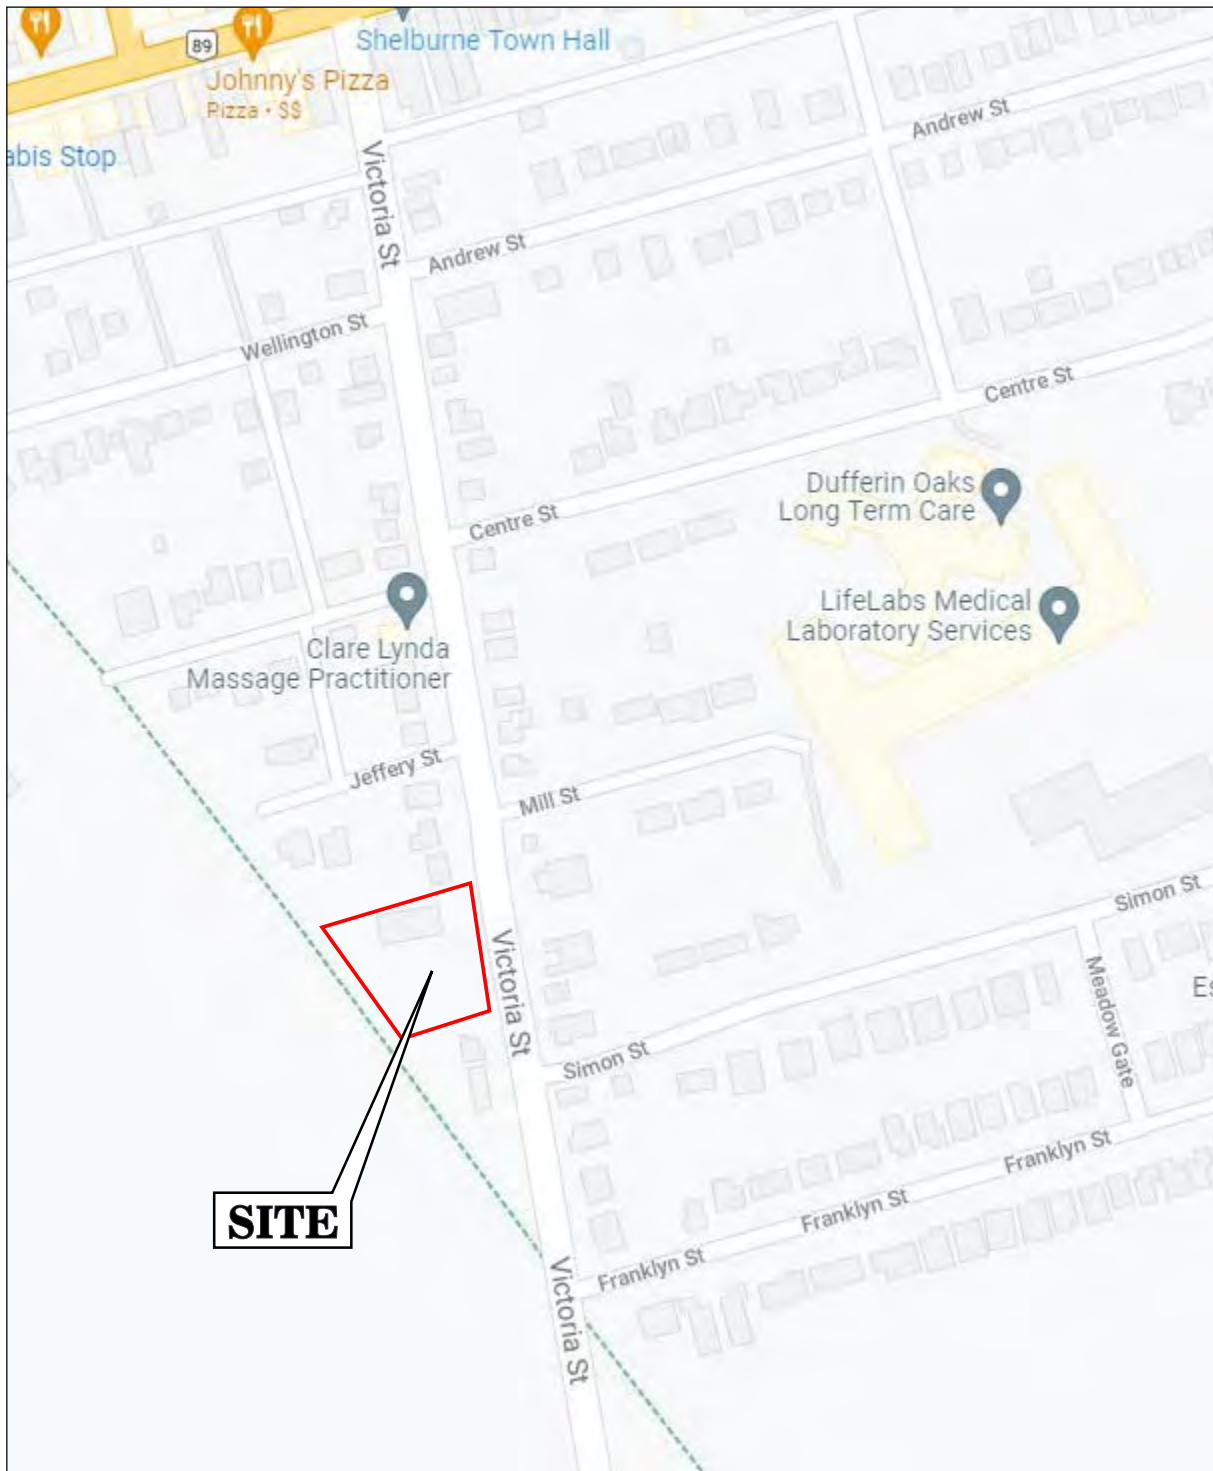 Shelburne Town Hall
89
Johnny's Pizza
Pizza • $$
abis Stop
Andrew St
Victoria St
Andrew St
Wellington St
Centre St
Dufferin Oaks
Long Term Care
Centre St
LifeLabs Medical
Laboratory Services
Clare Lynda
Massage Practitioner
Jeffery St
Mill St
Simon St
Victoria St
Meadow Gate
Es
Simon St
Franklyn St
Franklyn St
SITE
Franklyn St
Victoria St